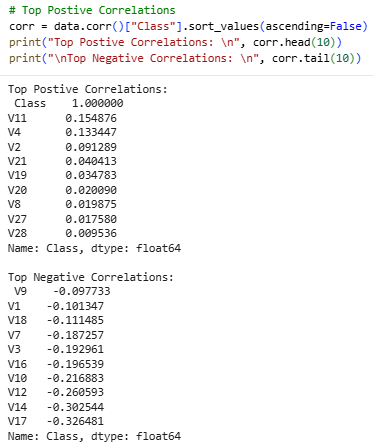 # Top Postive Correlations
corr = data.corr()["Class"].sort_values(ascending=False)
print("Top Postive Correlations: \n", corr.head(10))
print("\nTop Negative Correlations: \n", corr.tail(10))
Top Postive Correlations:
Class 1.000000
V11 0.154876
V4 0.133447
V2 0.091289
V21 0.040413
V19 0.034783
V20 0.020090
V8 0.019875
V27 0.017580
V28 0.009536
Name: Class, dtype: float64
Top Negative Correlations:
V9 -0.097733
V1 -0.101347
V18 -0.111485
V7 -0.187257
V3 -0.192961
V16 -0.196539
V10 -0.216883
V12 -0.260593
V14 -0.302544
V17 -0.326481
Name: Class, dtype: float64